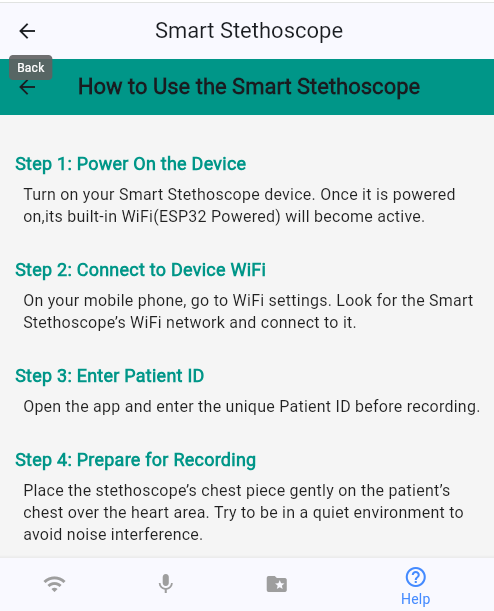 Smart Stethoscope
Back
How to Use the Smart Stethoscope
Step 1: Power On the Device
Turn on your Smart Stethoscope device. Once it is powered
on,its built-in WiFi(ESP32 Powered) will become active.
Step 2: Connect to Device WiFi
On your mobile phone, go to WiFi settings. Look for the Smart
Stethoscope’s WiFi network and connect to it.
Step 3: Enter Patient ID
Open the app and enter the unique Patient ID before recording.
Step 4: Prepare for Recording
Place the stethoscope’s chest piece gently on the patient’s
chest over the heart area. Try to be in a quiet environment to
avoid noise interference.
Help